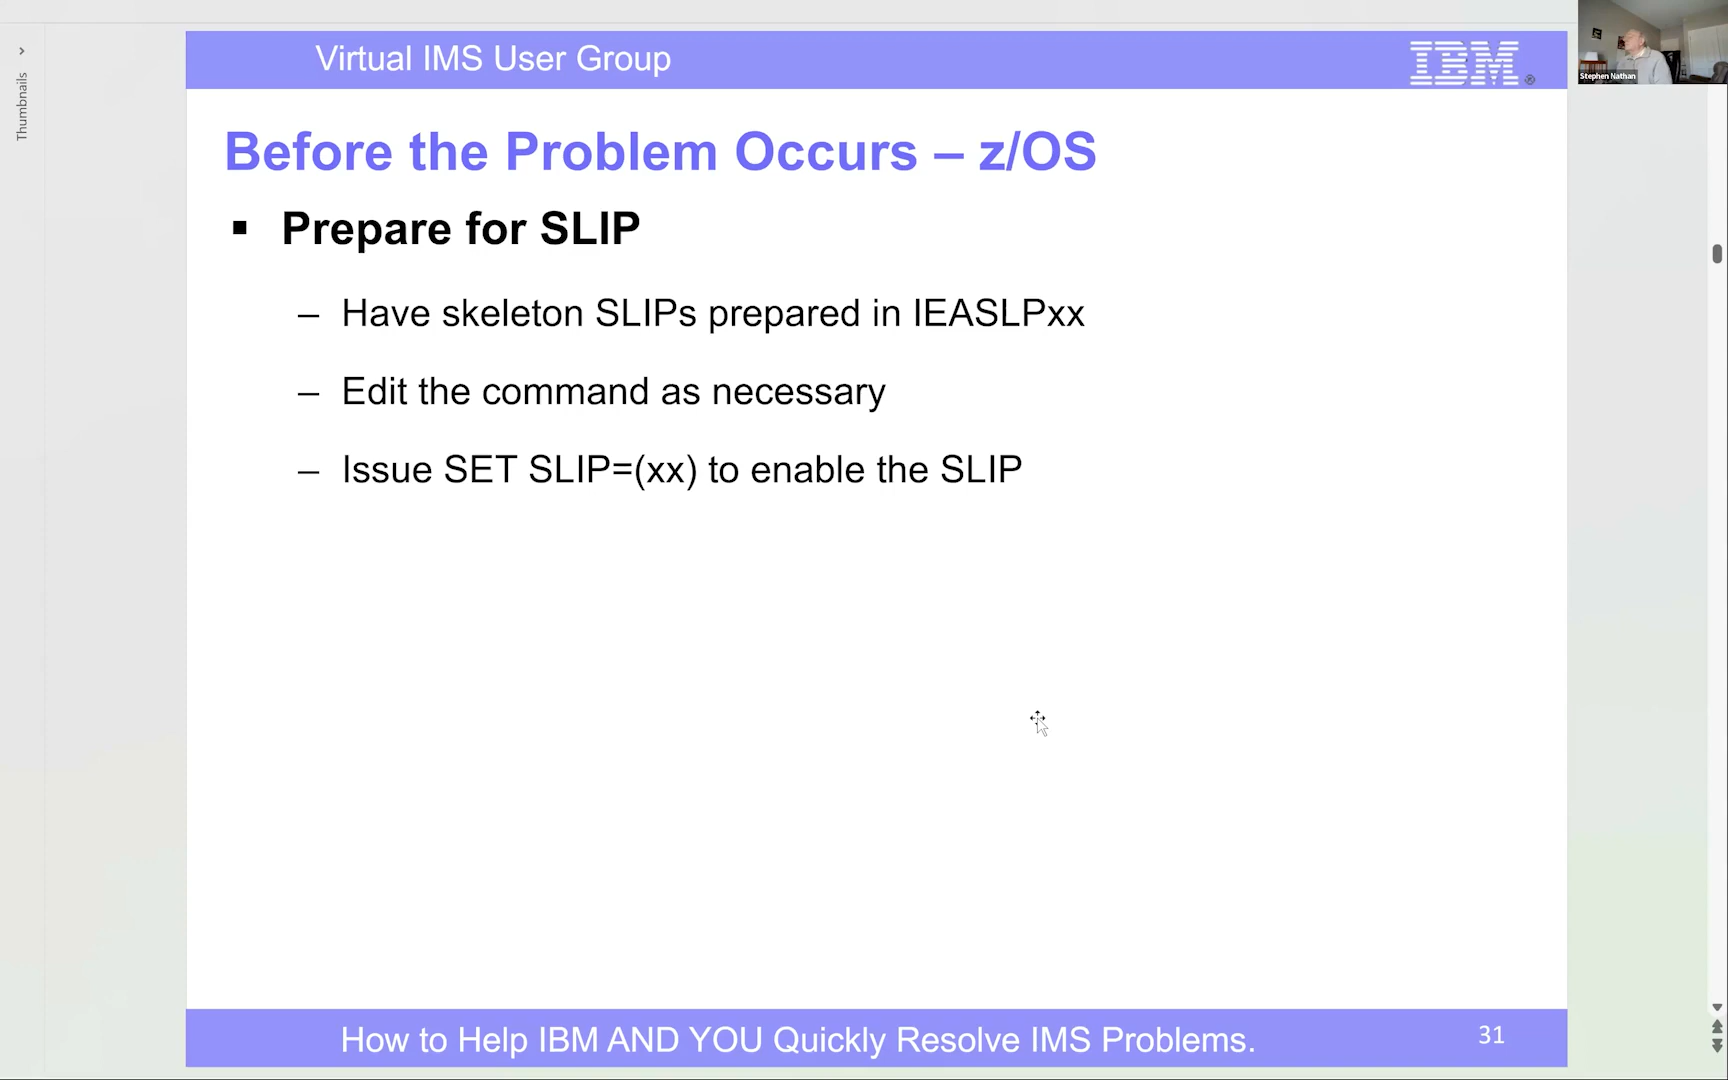 Thumbnails
Virtual IMS User Group
IBM®
Stephen Nathan
Before the Problem Occurs – z/OS
▪ Prepare for SLIP
– Have skeleton SLIPs prepared in IEASLPxx
– Edit the command as necessary
– Issue SET SLIP=(xx) to enable the SLIP
How to Help IBM AND YOU Quickly Resolve IMS Problems.
31